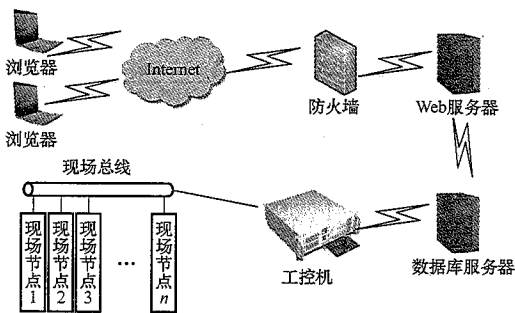 浏览器
Internet
防火墙
Web服务器
浏览器
现场总线
现场节点1
现场节点2
现场节点3
…
现场节点n
工控机
数据库服务器